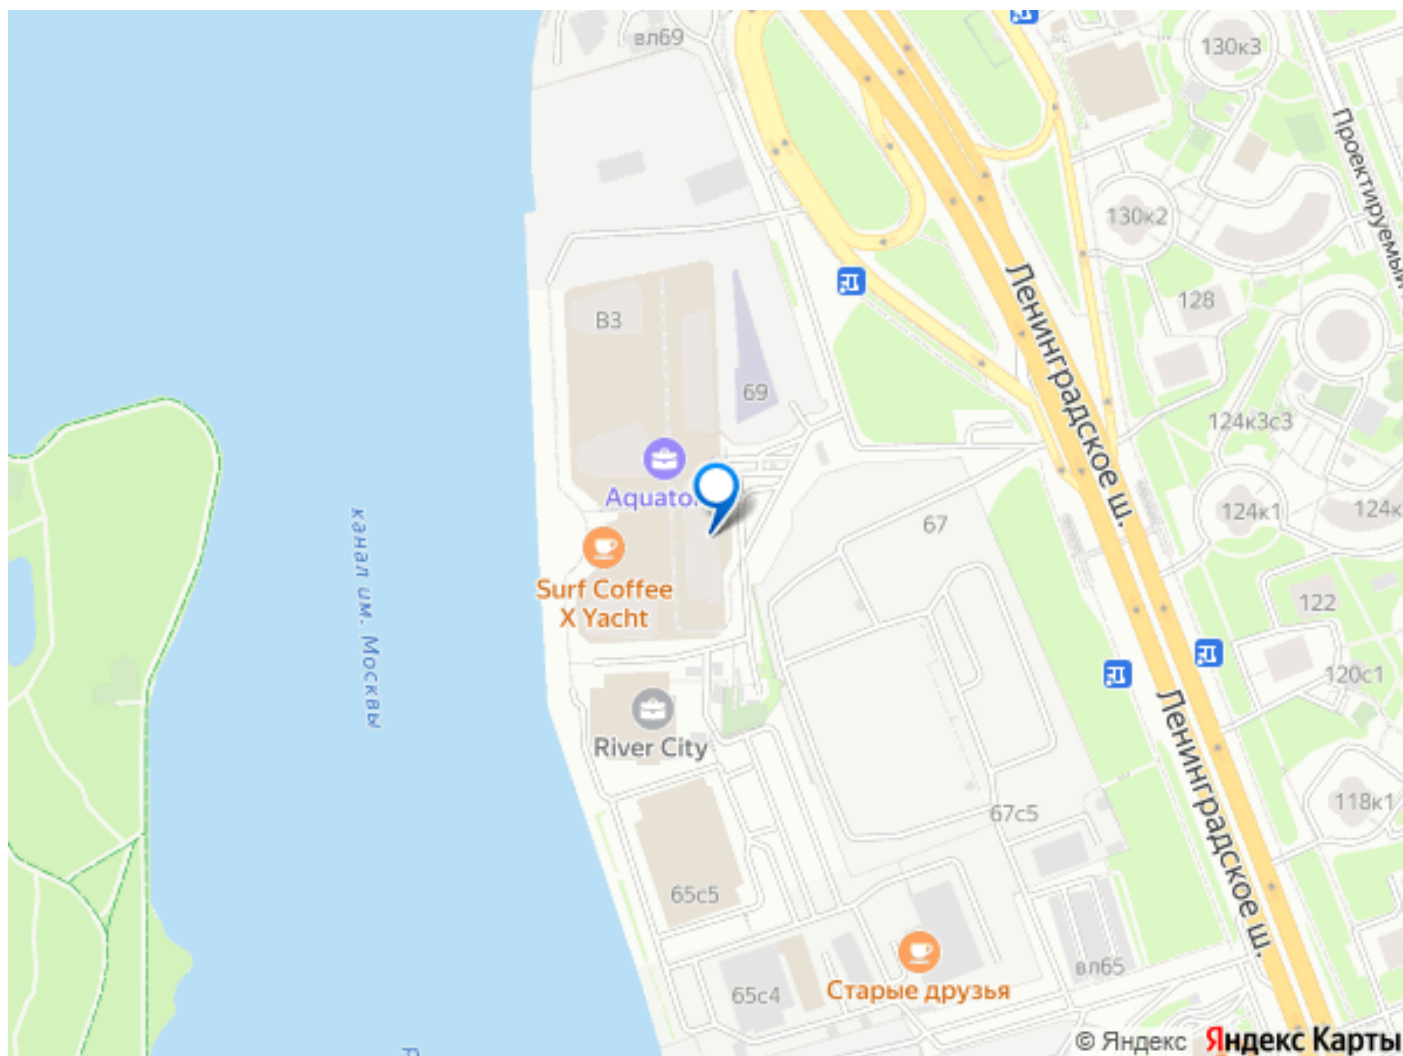 вл69
130к3
Проектируемый
130к2
128
Ленинградское ш.
В3
69
124к3с3
Aquato
канал им. Москвы
67
124к1
124к
Surf Coffee
X Yacht
122
120с1
River City
Ленинградское ш.
118к1
67с5
65с5
вл65
65с4
Старые друзья
© Яндекс
Яндекс Карты